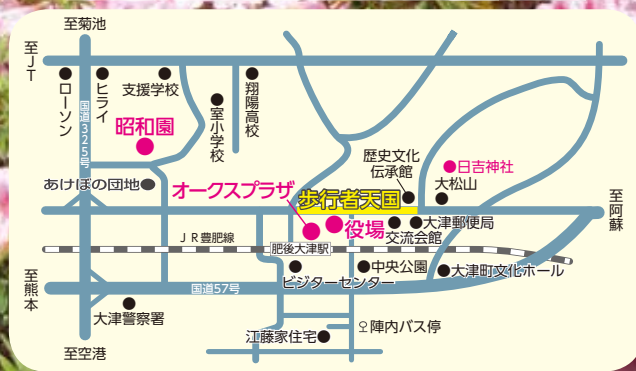 至菊池
至JT
ローソン
国道325号
ヒライ
支援学校
翔陽高校
室小学校
昭和園
歴史文化
伝承館
日吉神社
大松山
あけぼの団地
オークスプラザ
歩行者天国
役場
大津郵便局
交流会館
至阿蘇
JR豊肥線
肥後大津駅
中央公園
大津町文化ホール
ビジターセンター
至熊本
国道57号
大津警察署
江藤家住宅
陣内バス停
至空港